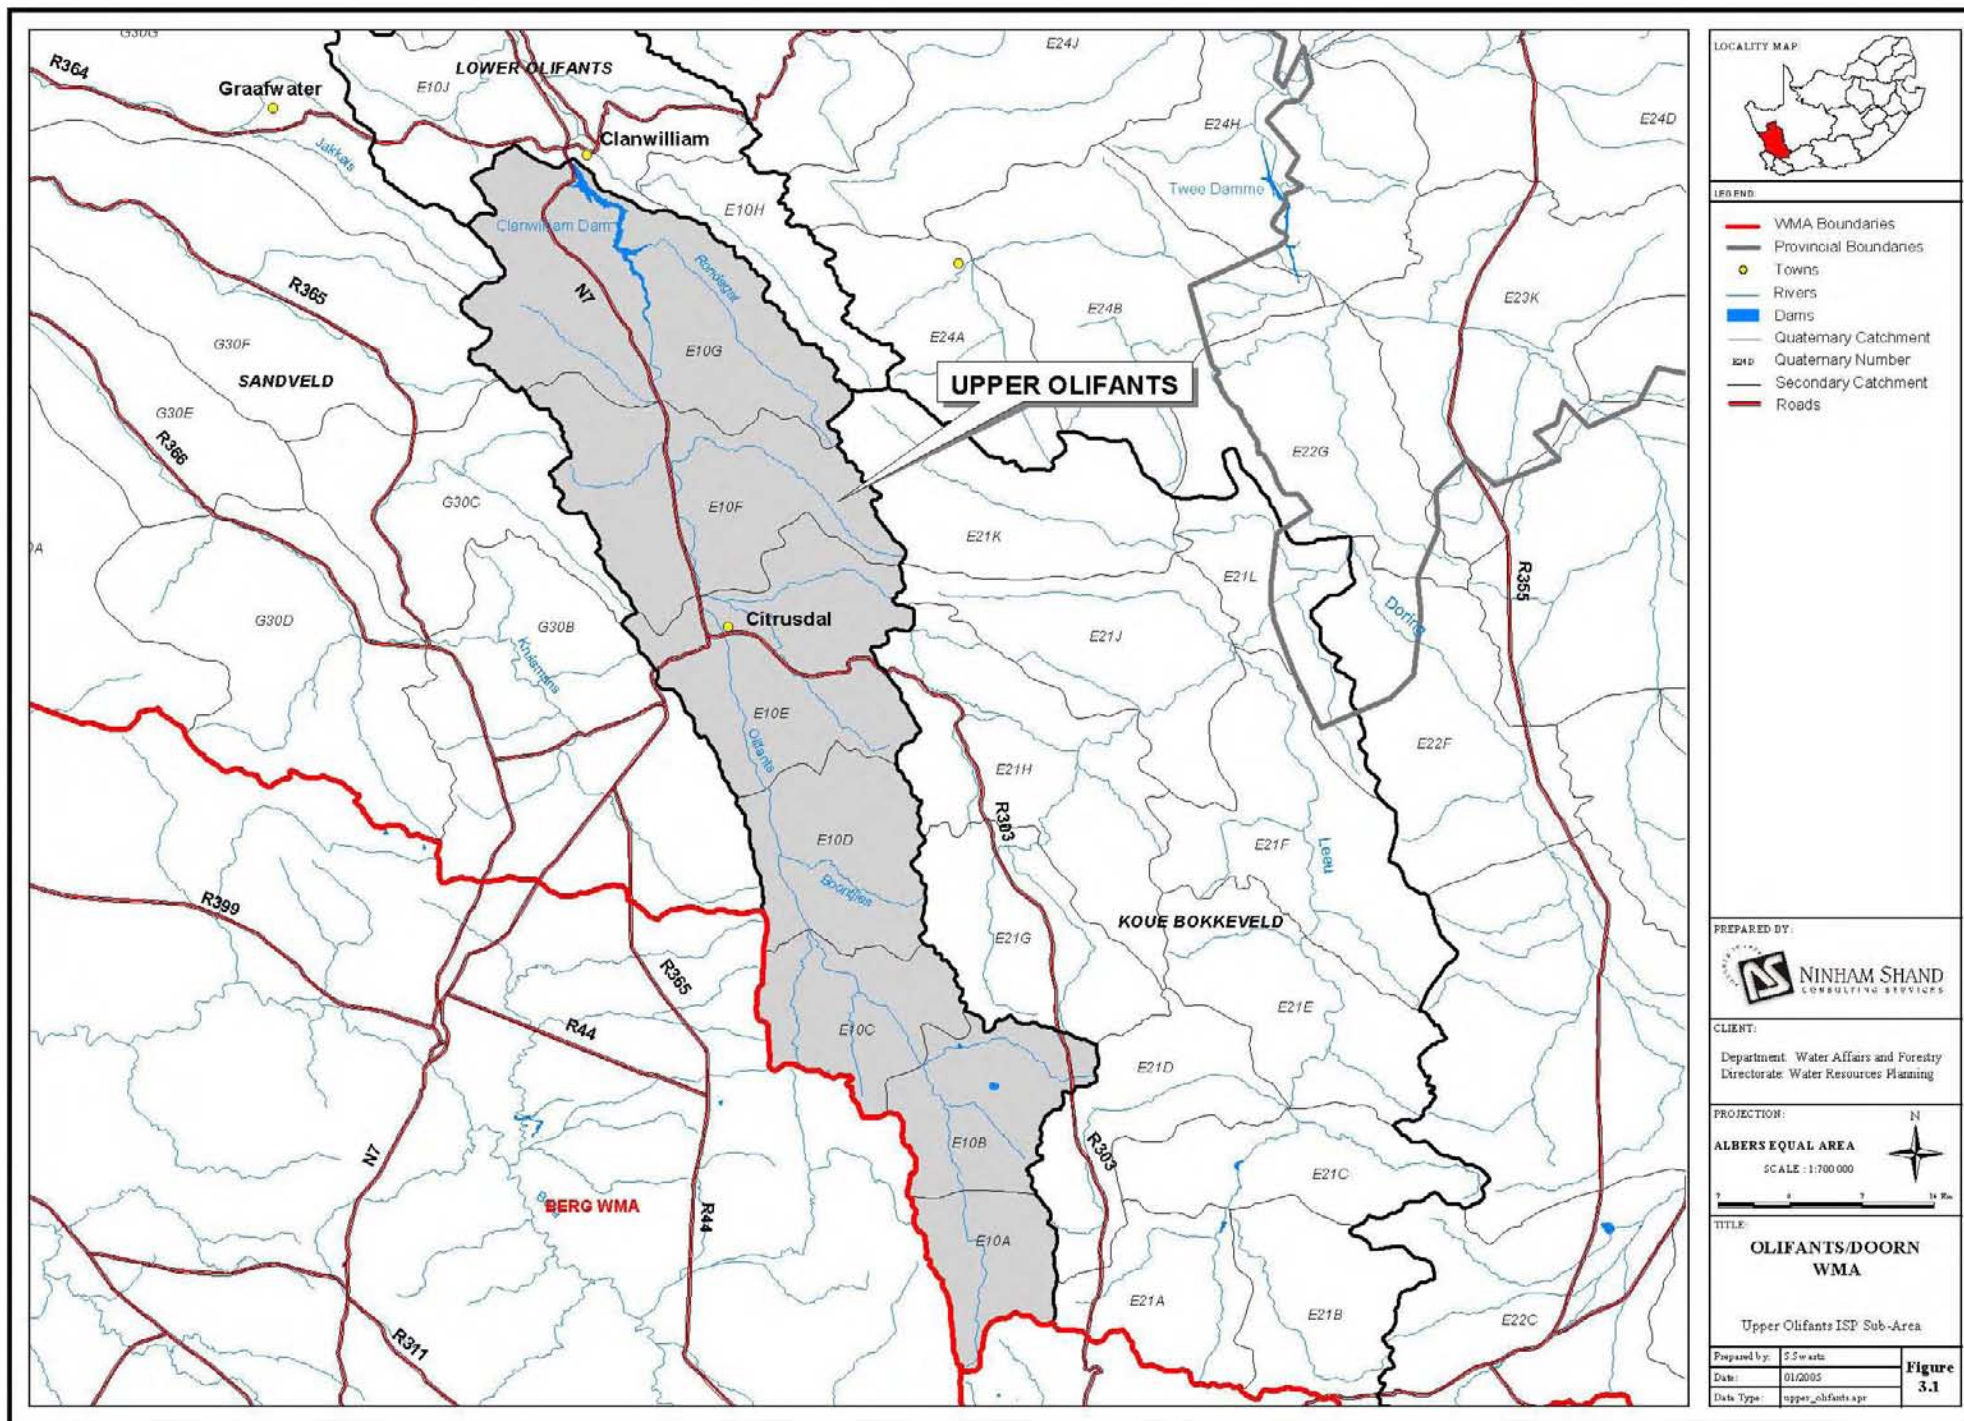 G30G
E24J
R364
LOWER OLIFANTS
E10J
Graafwater
E24H
E24D
Clanwilliam
Jakkals
Twee Damme
E10H
Clanwilliam Dam
Rondegat
R365
N7
E23K
E24B
E24A
G30F
E10G
SANDVELD
UPPER OLIFANTS
G30E
R366
E22G
G30C
E10F
E21K
R355
E21L
Doring
G30D
G30B
Citrusdal
E21J
Kruismans
E10E
Olifants
E22F
E21H
R303
E10D
E21F
Leeu
Boontjies
R399
KOUE BOKKEVELD
E21G
R365
E10C
E21E
R44
E21D
E10B
R303
N7
E21C
BERG WMA
R44
E10A
E21A
E21B
E22C
R311
LOCALITY MAP
LEGEND:
WMA Boundaries
Provincial Boundaries
Towns
Rivers
Dams
Quaternary Catchment
E24D Quaternary Number
Secondary Catchment
Roads
PREPARED BY:
NINHAM SHAND
CONSULTING SERVICES
CLIENT:
Department: Water Affairs and Forestry
Directorate: Water Resources Planning
PROJECTION:
N
ALBERS EQUAL AREA
SCALE : 1:700 000
7 0 7 14 Km
TITLE:
OLIFANTS/DOORN
WMA
Upper Olifants ISP Sub-Area
Prepared by: S.Swartz
Date: 01/2005
Data Type: upper_olifants.apr
Figure
3.1